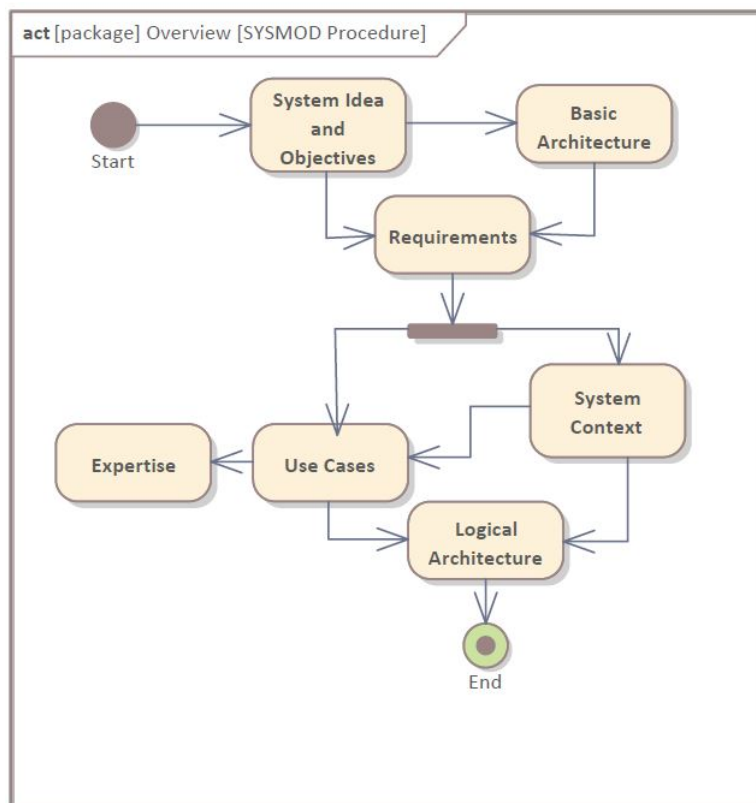 act [package] Overview [SYSMOD Procedure]
System Idea
and
Objectives
Basic
Architecture
Start
Requirements
System
Context
Expertise
Use Cases
Logical
Architecture
End